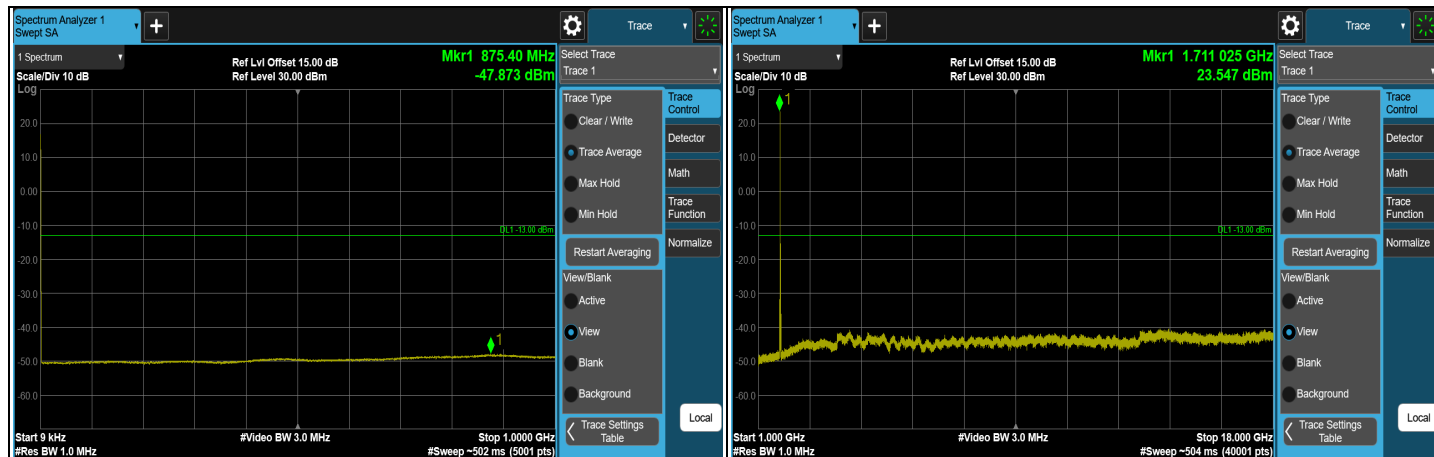 Spectrum Analyzer 1
Swept SA
+
Trace
1 Spectrum
Ref Lvl Offset 15.00 dB
Mkr1 875.40 MHz
Scale/Div 10 dB
Ref Level 30.00 dBm
-47.873 dBm
Log
1
20.0
10.0
0.00
-10.0
DL1 -13.00 dBm
-20.0
-30.0
-40.0
1
-50.0
-60.0
Start 9 kHz
#Video BW 3.0 MHz
Stop 1.0000 GHz
#Res BW 1.0 MHz
#Sweep ~502 ms (5001 pts)
Select Trace
Trace 1
Trace Type
Clear / Write
Trace Average
Max Hold
Min Hold
Restart Averaging
View/Blank
Active
View
Blank
Background
Trace Settings
Table
Trace
Control
Detector
Math
Trace
Function
Normalize
Local
Spectrum Analyzer 1
Swept SA
+
Trace
1 Spectrum
Ref Lvl Offset 15.00 dB
Mkr1 1.711 025 GHz
Scale/Div 10 dB
Ref Level 30.00 dBm
23.547 dBm
Log
1
20.0
10.0
0.00
-10.0
DL1 -13.00 dBm
-20.0
-30.0
-40.0
-50.0
-60.0
Start 1.000 GHz
#Video BW 3.0 MHz
Stop 18.000 GHz
#Res BW 1.0 MHz
#Sweep ~504 ms (40001 pts)
Select Trace
Trace 1
Trace Type
Clear / Write
Trace Average
Max Hold
Min Hold
Restart Averaging
View/Blank
Active
View
Blank
Background
Trace Settings
Table
Trace
Control
Detector
Math
Trace
Function
Normalize
Local